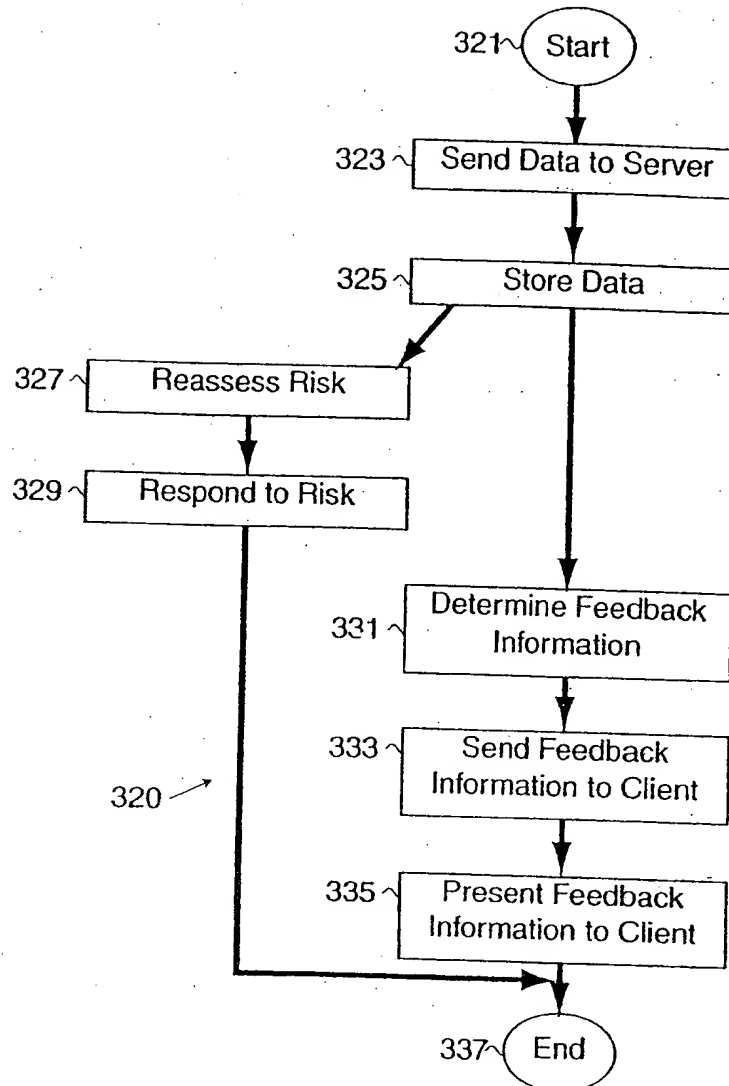 321 Start
323 Send Data to Server
325 Store Data
327 Reassess Risk
329 Respond to Risk
331 Determine Feedback
Information
333 Send Feedback
Information to Client
320
335 Present Feedback
Information to Client
337 End